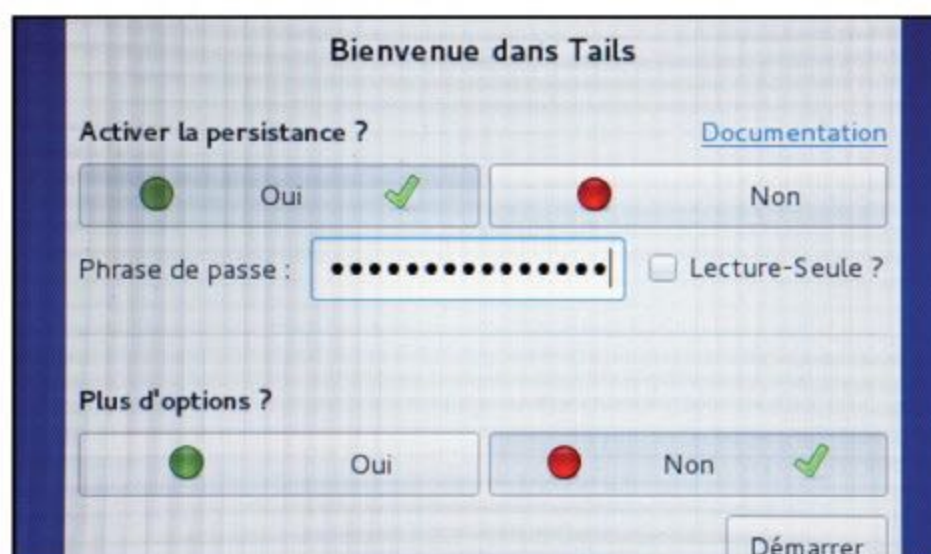 Bienvenue dans Tails
Activer la persistance ? Documentation
Oui Non
Phrase de passe : ••••••••••••••• Lecture-Seule ?
Plus d'options ?
Oui Non
Démarrer